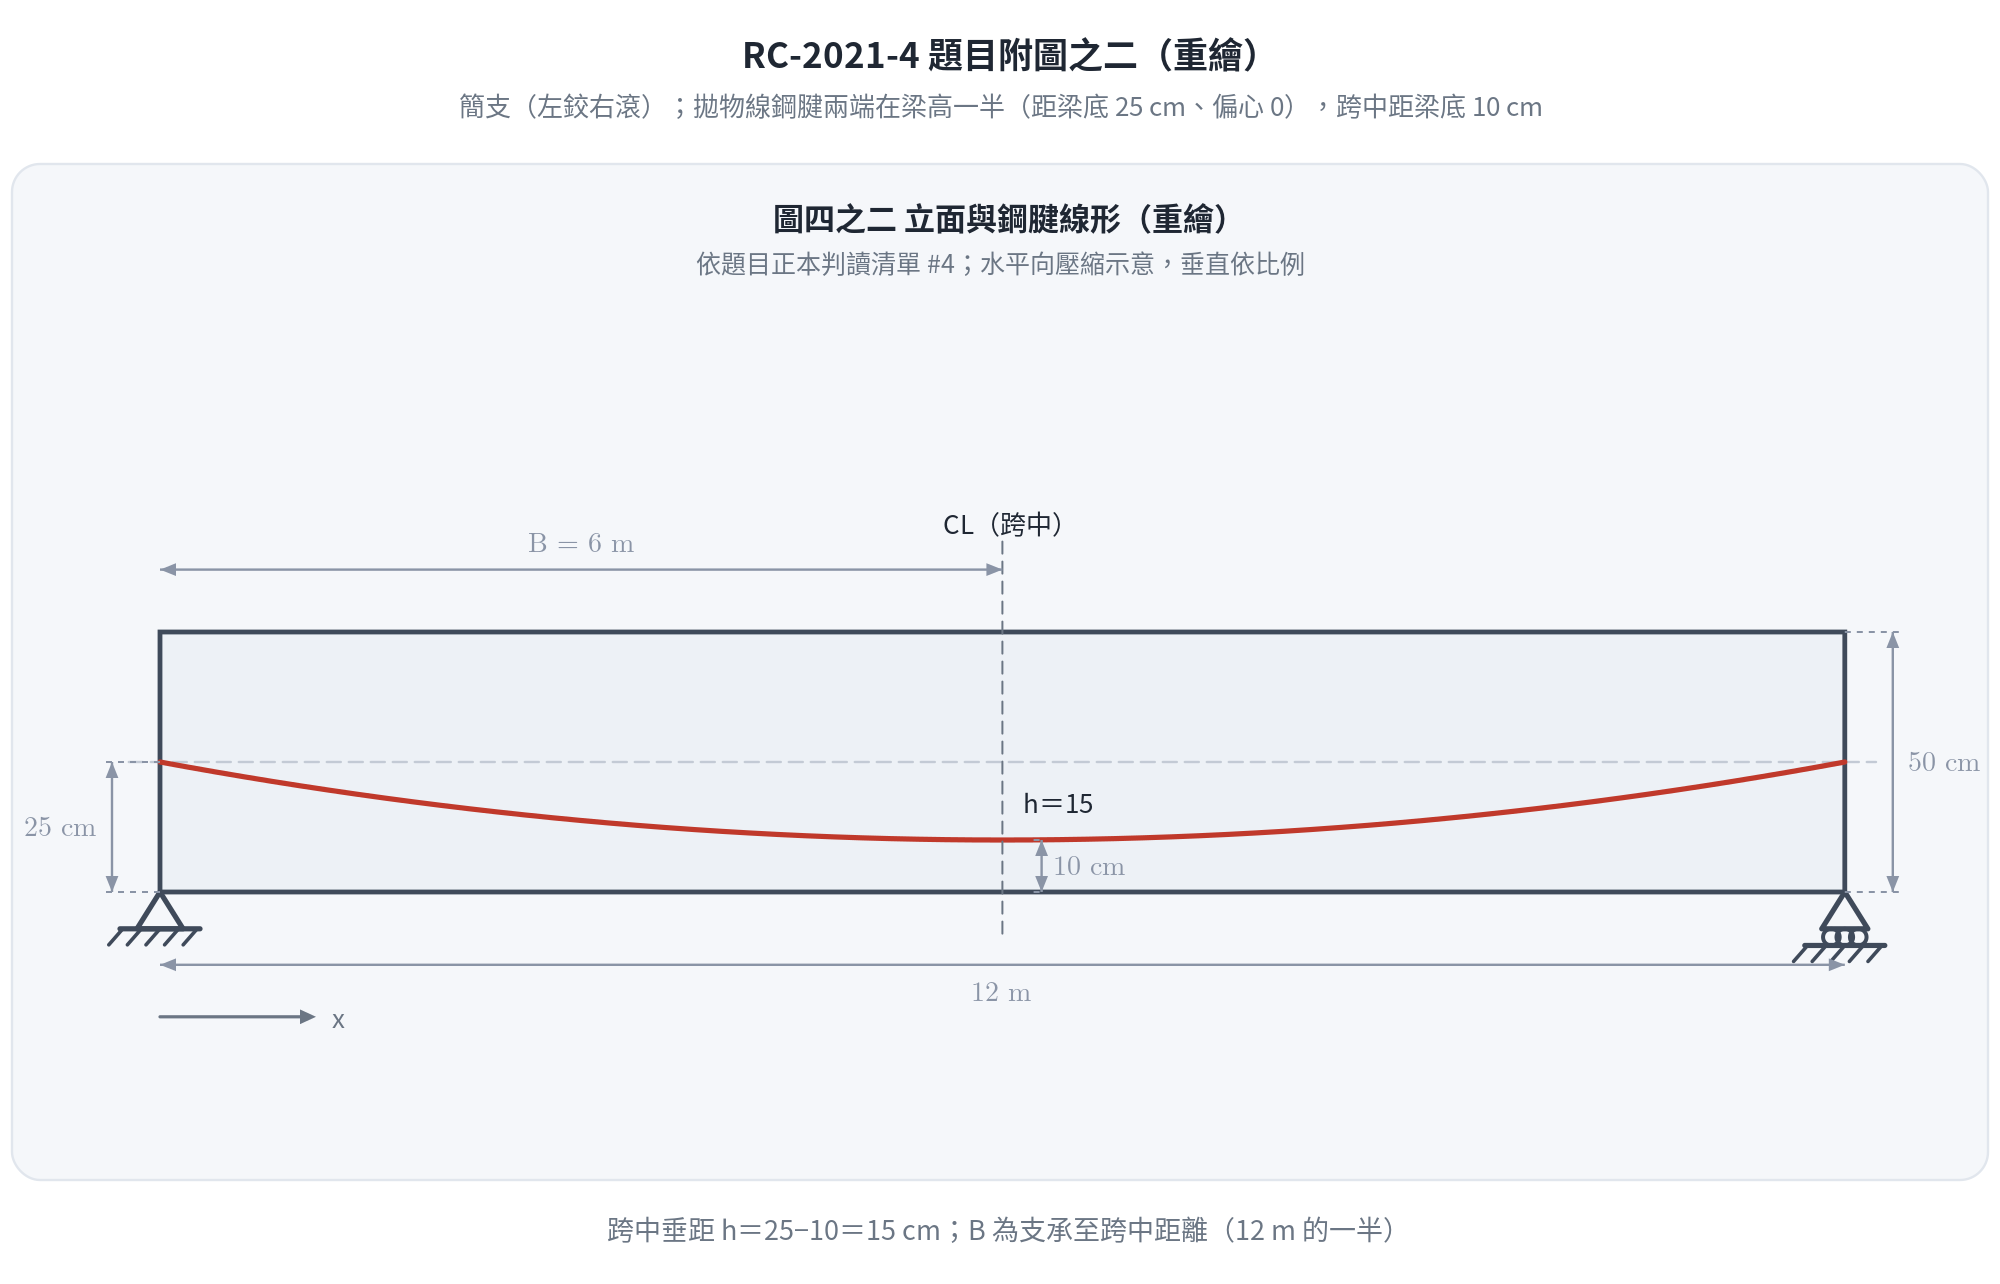 RC-2021-4 題目附圖之二（重繪）
簡支（左鉸右滾）；拋物線鋼腱兩端在梁高一半（距梁底 25 cm、偏心 0），跨中距梁底 10 cm
圖四之二 立面與鋼腱線形（重繪）
依題目正本判讀清單 #4；水平向壓縮示意，垂直依比例
CL（跨中）
B = 6 m
50 cm
h＝15
25 cm
10 cm
12 m
x
跨中垂距 h＝25−10＝15 cm；B 為支承至跨中距離（12 m 的一半）